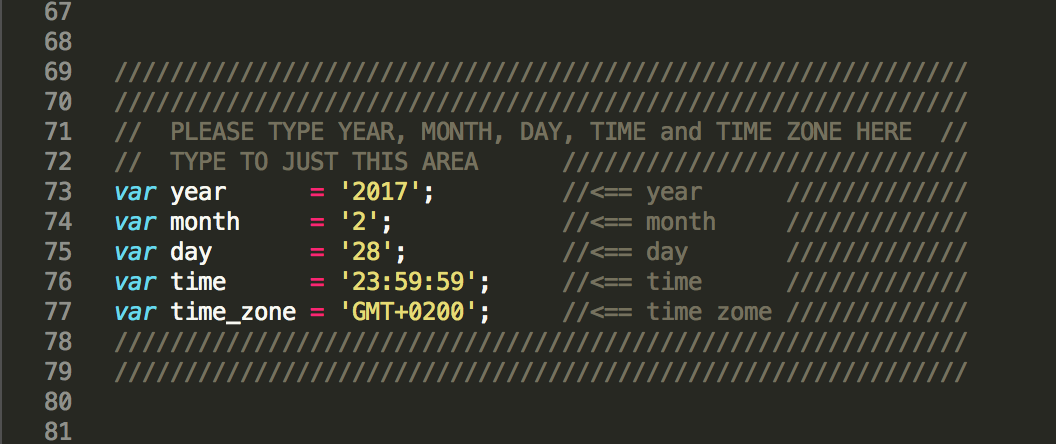 67
68
69 /////////////////////////////////////////////////////////////
70 /////////////////////////////////////////////////////////////
71 //  PLEASE TYPE YEAR, MONTH, DAY, TIME and TIME ZONE HERE  //
72 //  TYPE TO JUST THIS AREA      /////////////////////////////
73 var year      = '2017';         //<== year      /////////////
74 var month     = '2';            //<== month     /////////////
75 var day       = '28';           //<== day       /////////////
76 var time      = '23:59:59';     //<== time      /////////////
77 var time_zone = 'GMT+0200';     //<== time zome /////////////
78 /////////////////////////////////////////////////////////////
79 /////////////////////////////////////////////////////////////
80
81